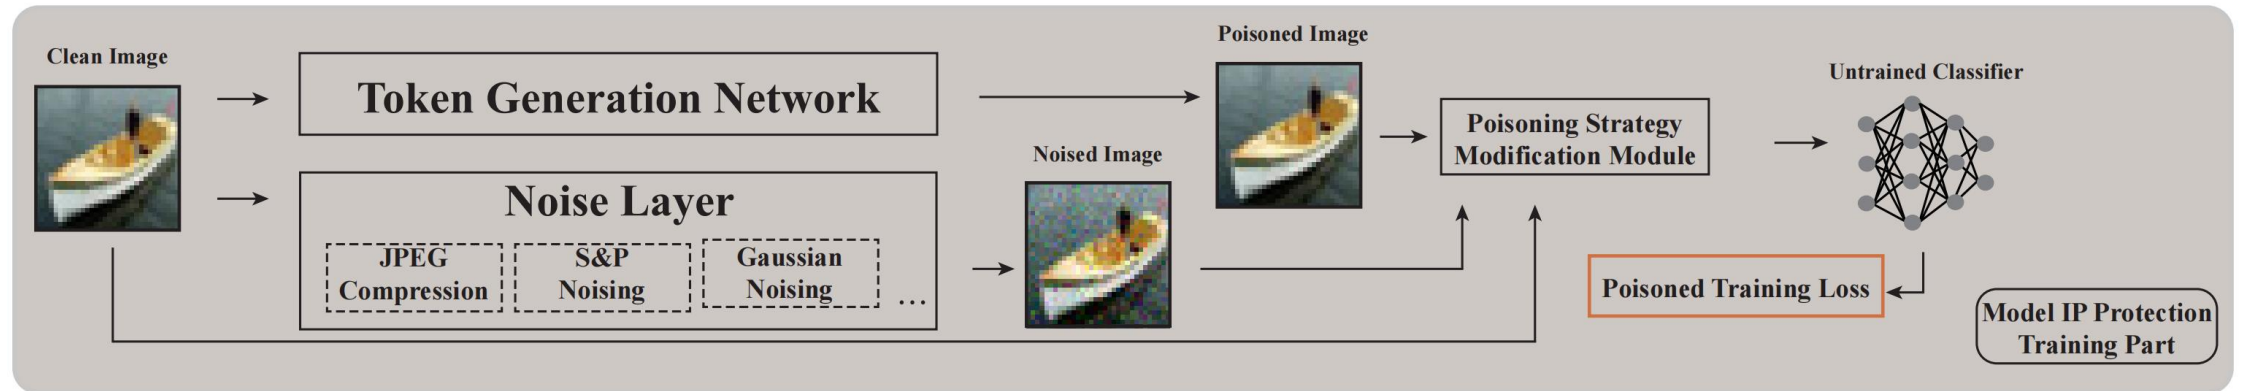 Clean Image
Token Generation Network
Noise Layer
JPEG
Compression
S&P
Noising
Gaussian
Noising
...
Noised Image
Poisoned Image
Poisoning Strategy
Modification Module
Untrained Classifier
Poisoned Training Loss
Model IP Protection
Training Part